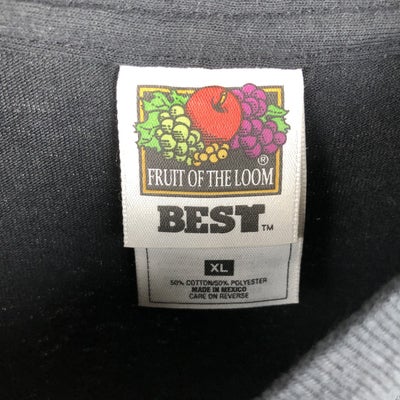 FRUIT OF THE LOOM ®
BEST ™
XL
50% COTTON/50% POLYESTER
MADE IN MEXICO
CARE ON REVERSE